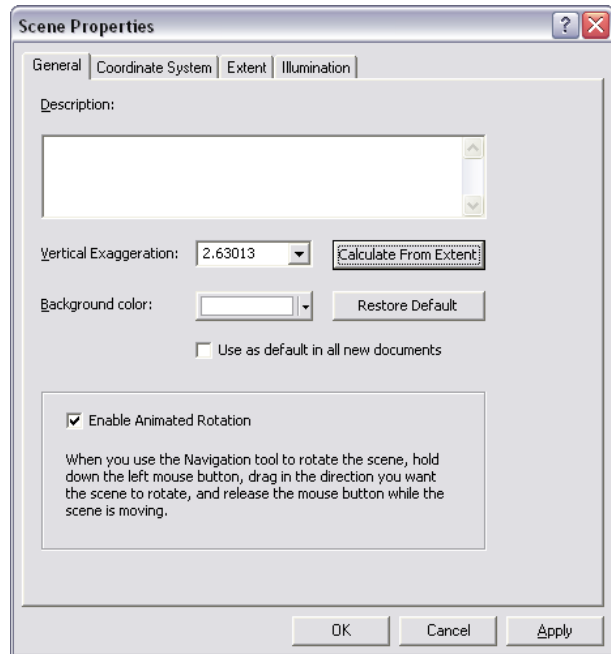 Scene Properties
General Coordinate System Extent Illumination
Description:
Vertical Exaggeration: 2.63013 Calculate From Extent
Background color: Restore Default
Use as default in all new documents
Enable Animated Rotation
When you use the Navigation tool to rotate the scene, hold
down the left mouse button, drag in the direction you want
the scene to rotate, and release the mouse button while the
scene is moving.
OK Cancel Apply